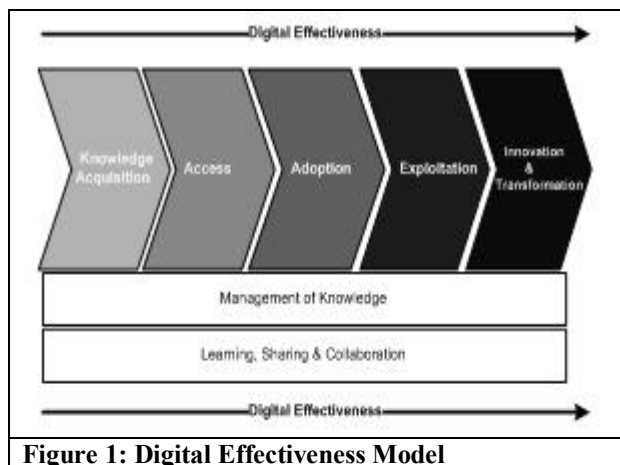 Digital Effectiveness
Knowledge
Acquisition
Access
Adoption
Exploitation
Innovation
&
Transformation
Management of Knowledge
Learning, Sharing & Collaboration
Digital Effectiveness
Figure 1: Digital Effectiveness Model